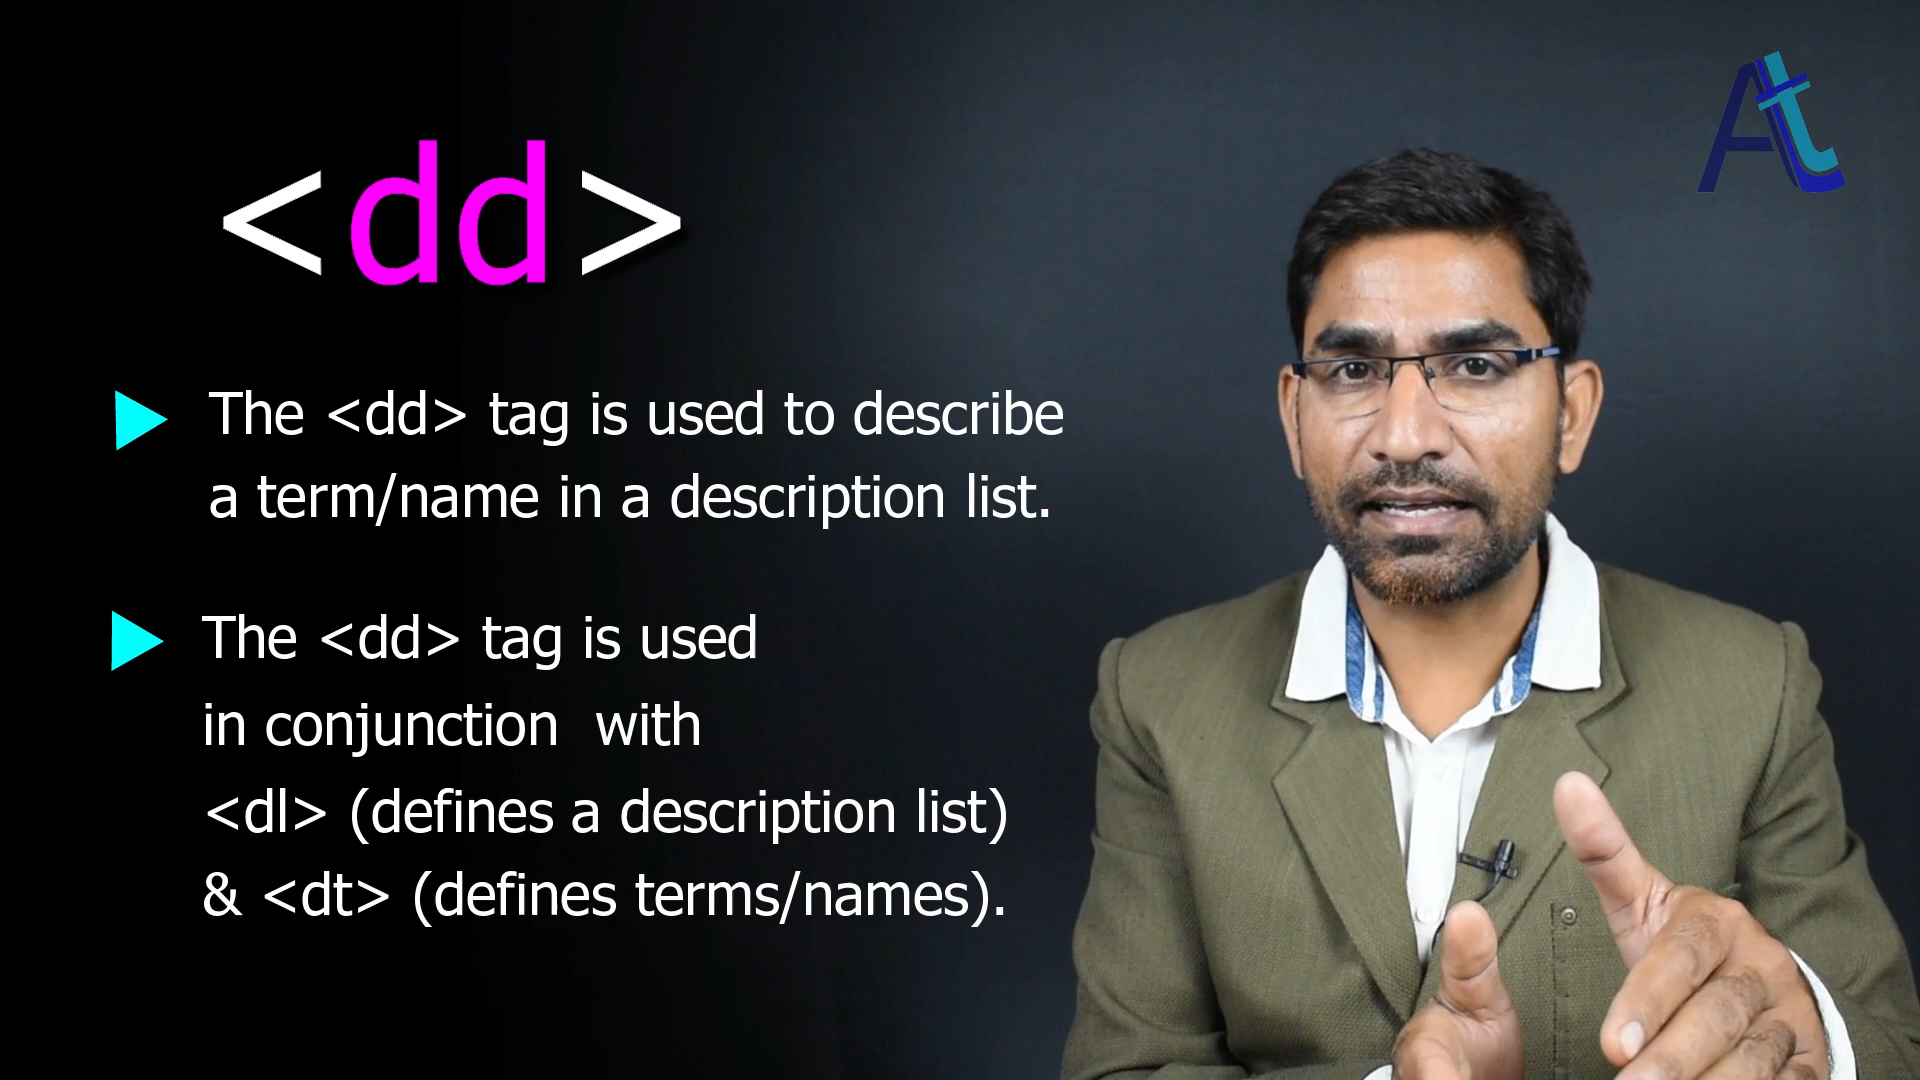 <dd>
The <dd> tag is used to describe
a term/name in a description list.
The <dd> tag is used
in conjunction with
<dl> (defines a description list)
& <dt> (defines terms/names).
At